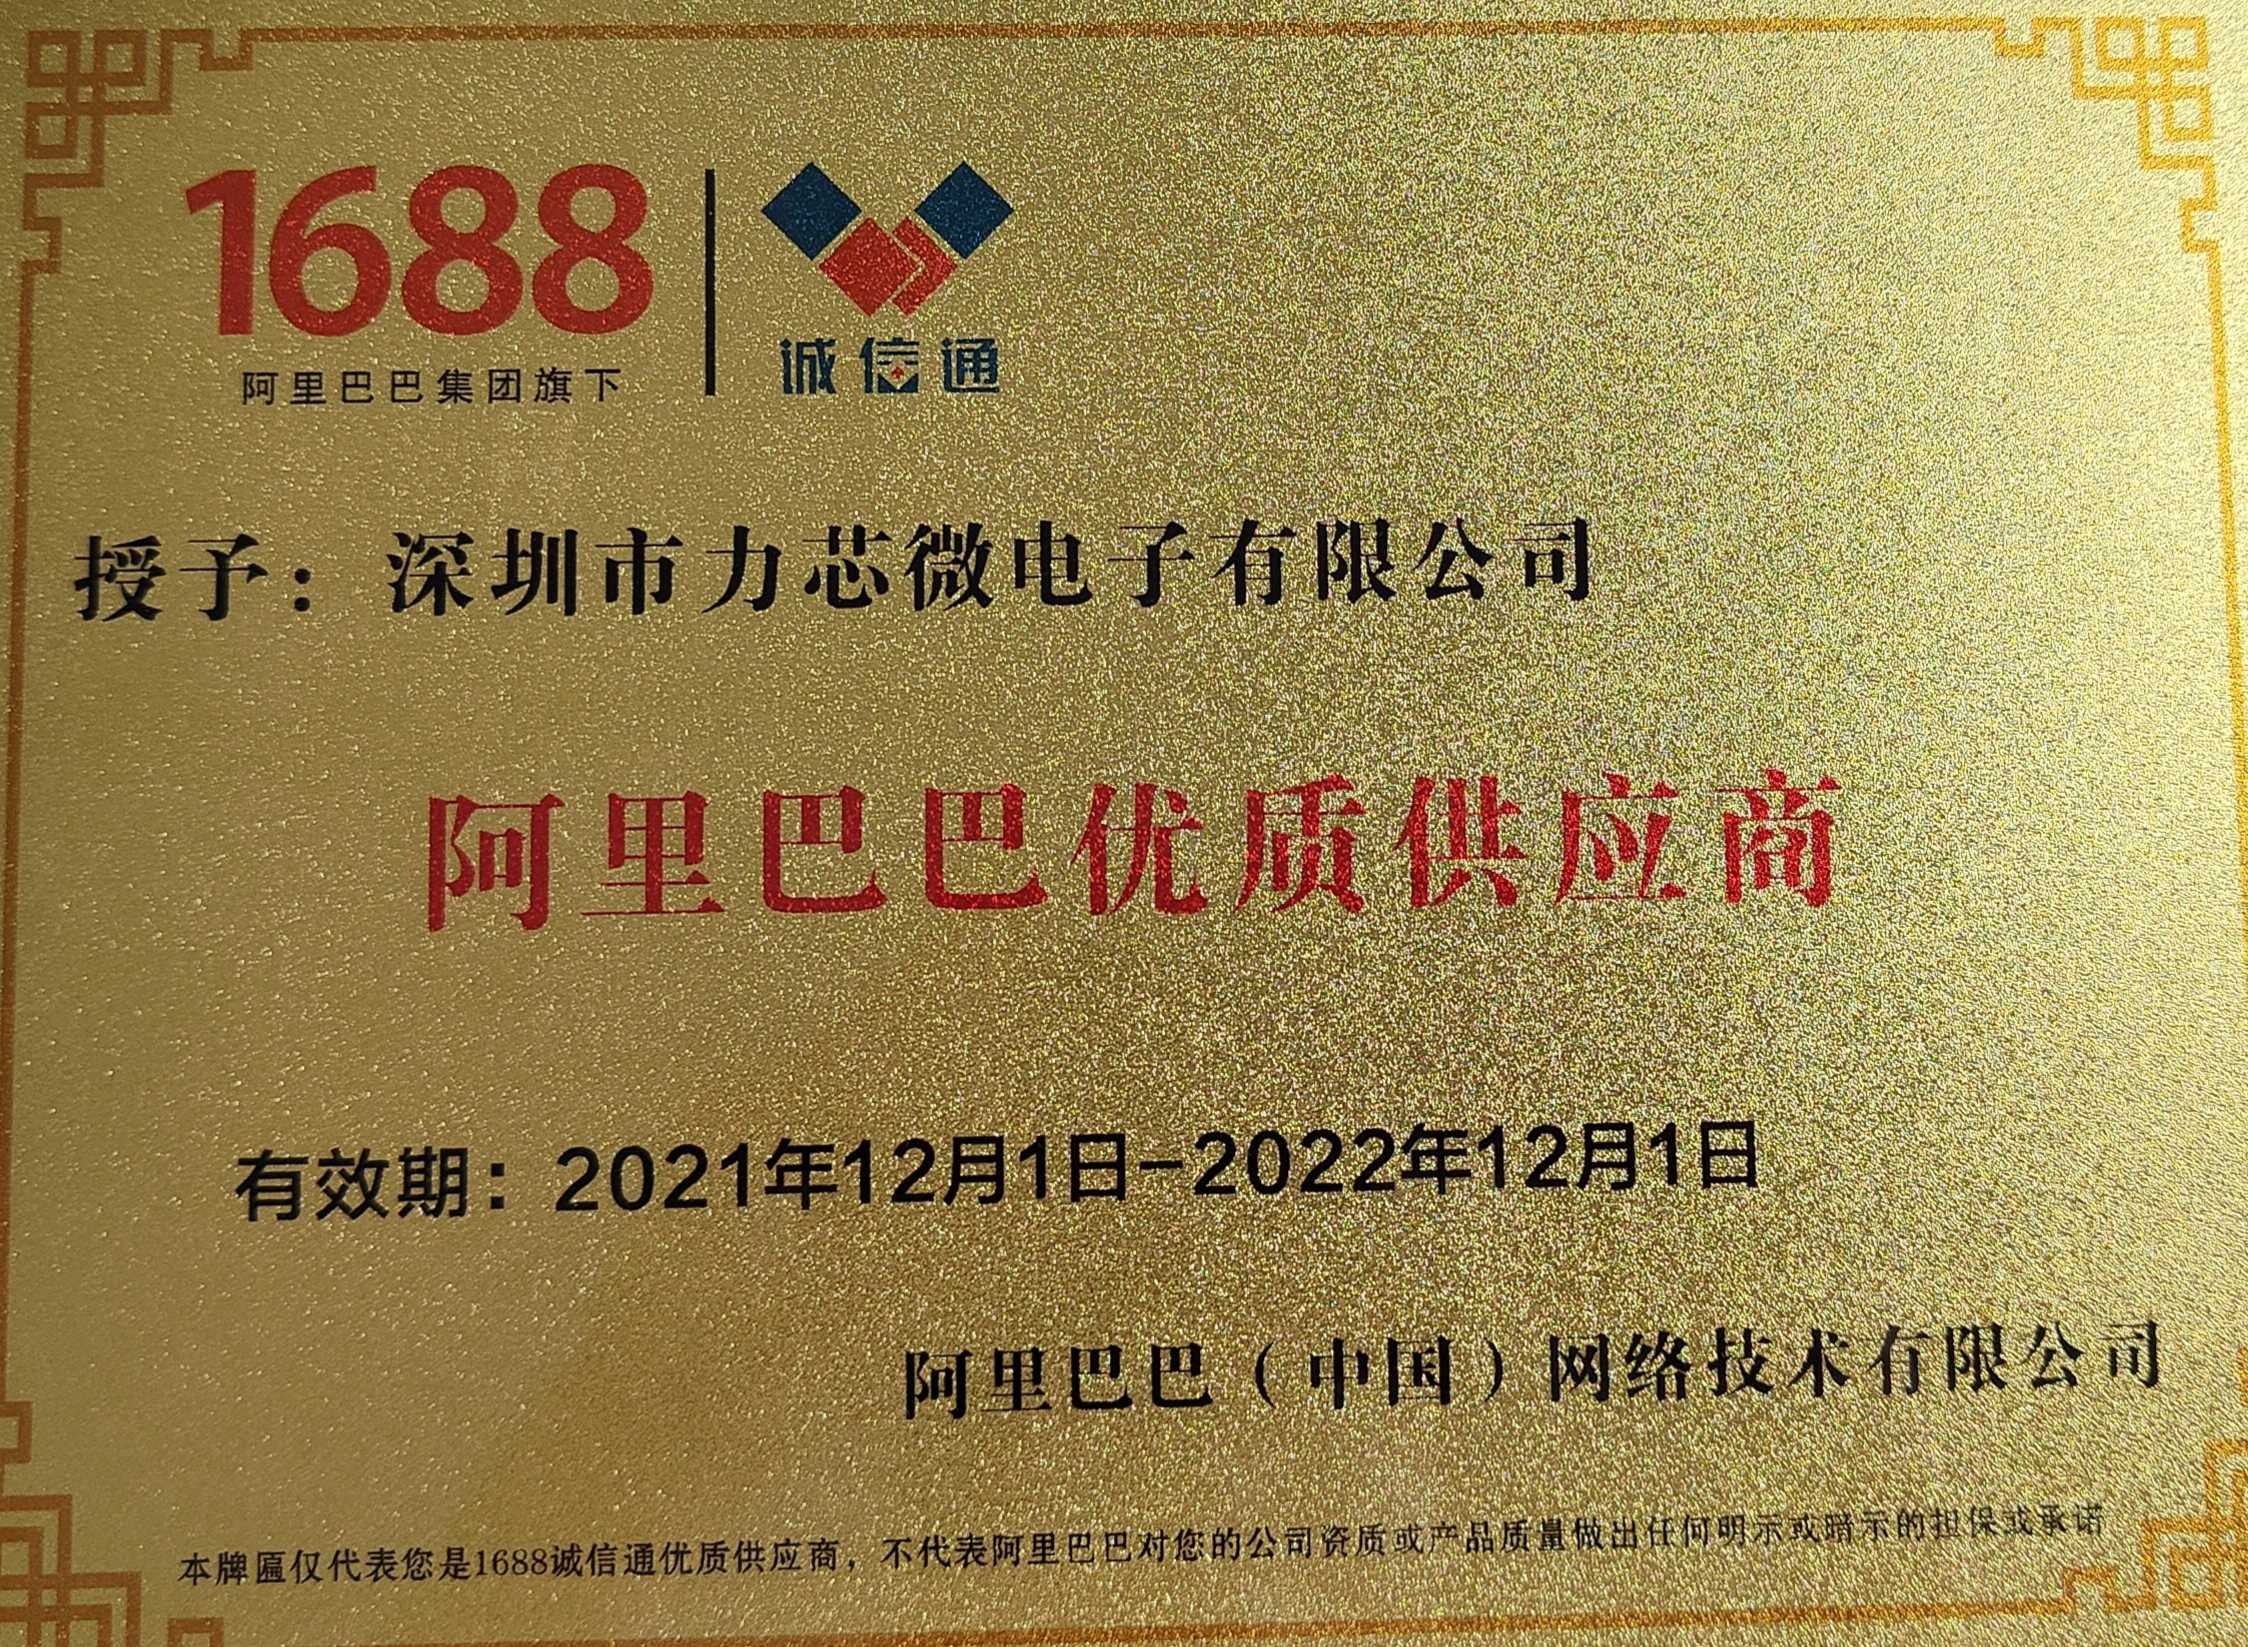 1688
阿里巴巴集团旗下
诚信通
授予：深圳市力芯微电子有限公司
阿里巴巴优质供应商
有效期：2021年12月1日-2022年12月1日
阿里巴巴（中国）网络技术有限公司
本牌匾仅代表您是1688诚信通优质供应商，不代表阿里巴巴对您的公司资质或产品质量做出任何明示或暗示的担保或承诺